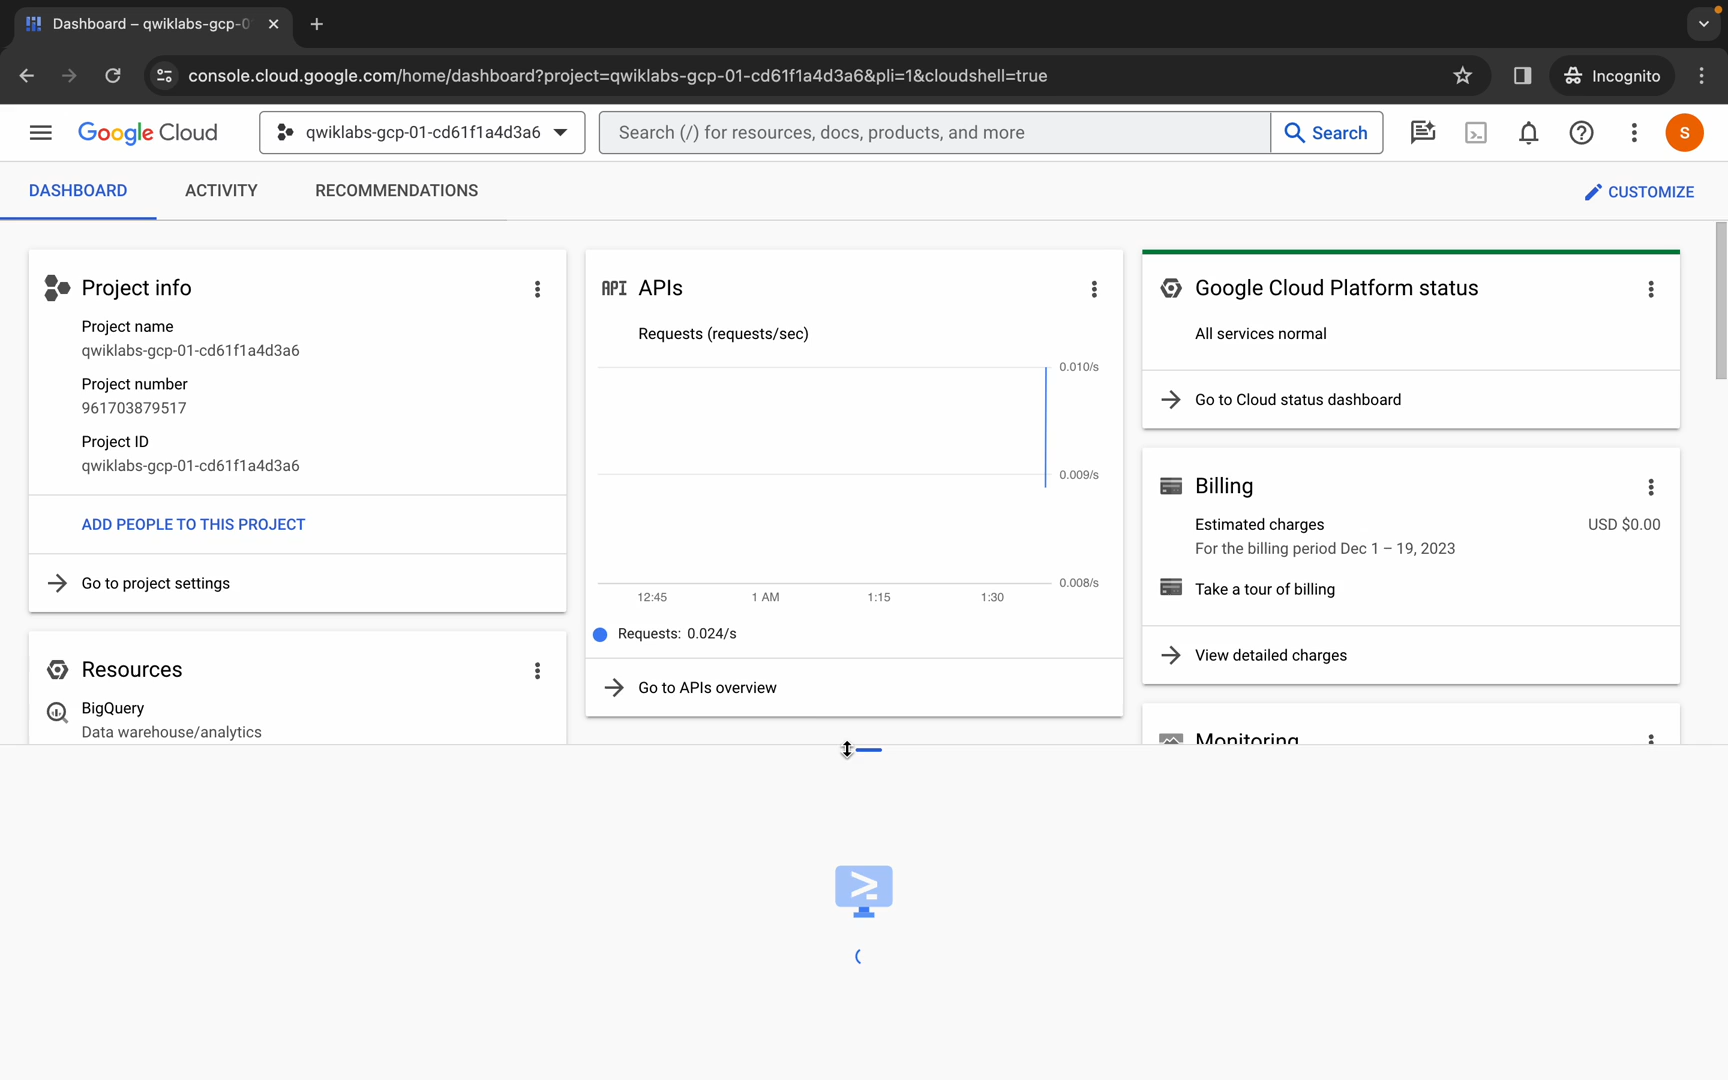 Dashboard – qwiklabs-gcp-0
console.cloud.google.com/home/dashboard?project=qwiklabs-gcp-01-cd61f1a4d3a6&pli=1&cloudshell=true
Incognito
Google Cloud
qwiklabs-gcp-01-cd61f1a4d3a6
Search (/) for resources, docs, products, and more
Search
S
DASHBOARD
ACTIVITY
RECOMMENDATIONS
CUSTOMIZE
Project info
Project name
qwiklabs-gcp-01-cd61f1a4d3a6
Project number
961703879517
Project ID
qwiklabs-gcp-01-cd61f1a4d3a6
ADD PEOPLE TO THIS PROJECT
Go to project settings
Resources
BigQuery
Data warehouse/analytics
API APIs
Requests (requests/sec)
0.010/s
0.009/s
0.008/s
12:45
1 AM
1:15
1:30
Requests: 0.024/s
Go to APIs overview
Google Cloud Platform status
All services normal
Go to Cloud status dashboard
Billing
Estimated charges
USD $0.00
For the billing period Dec 1 – 19, 2023
Take a tour of billing
View detailed charges
Monitoring